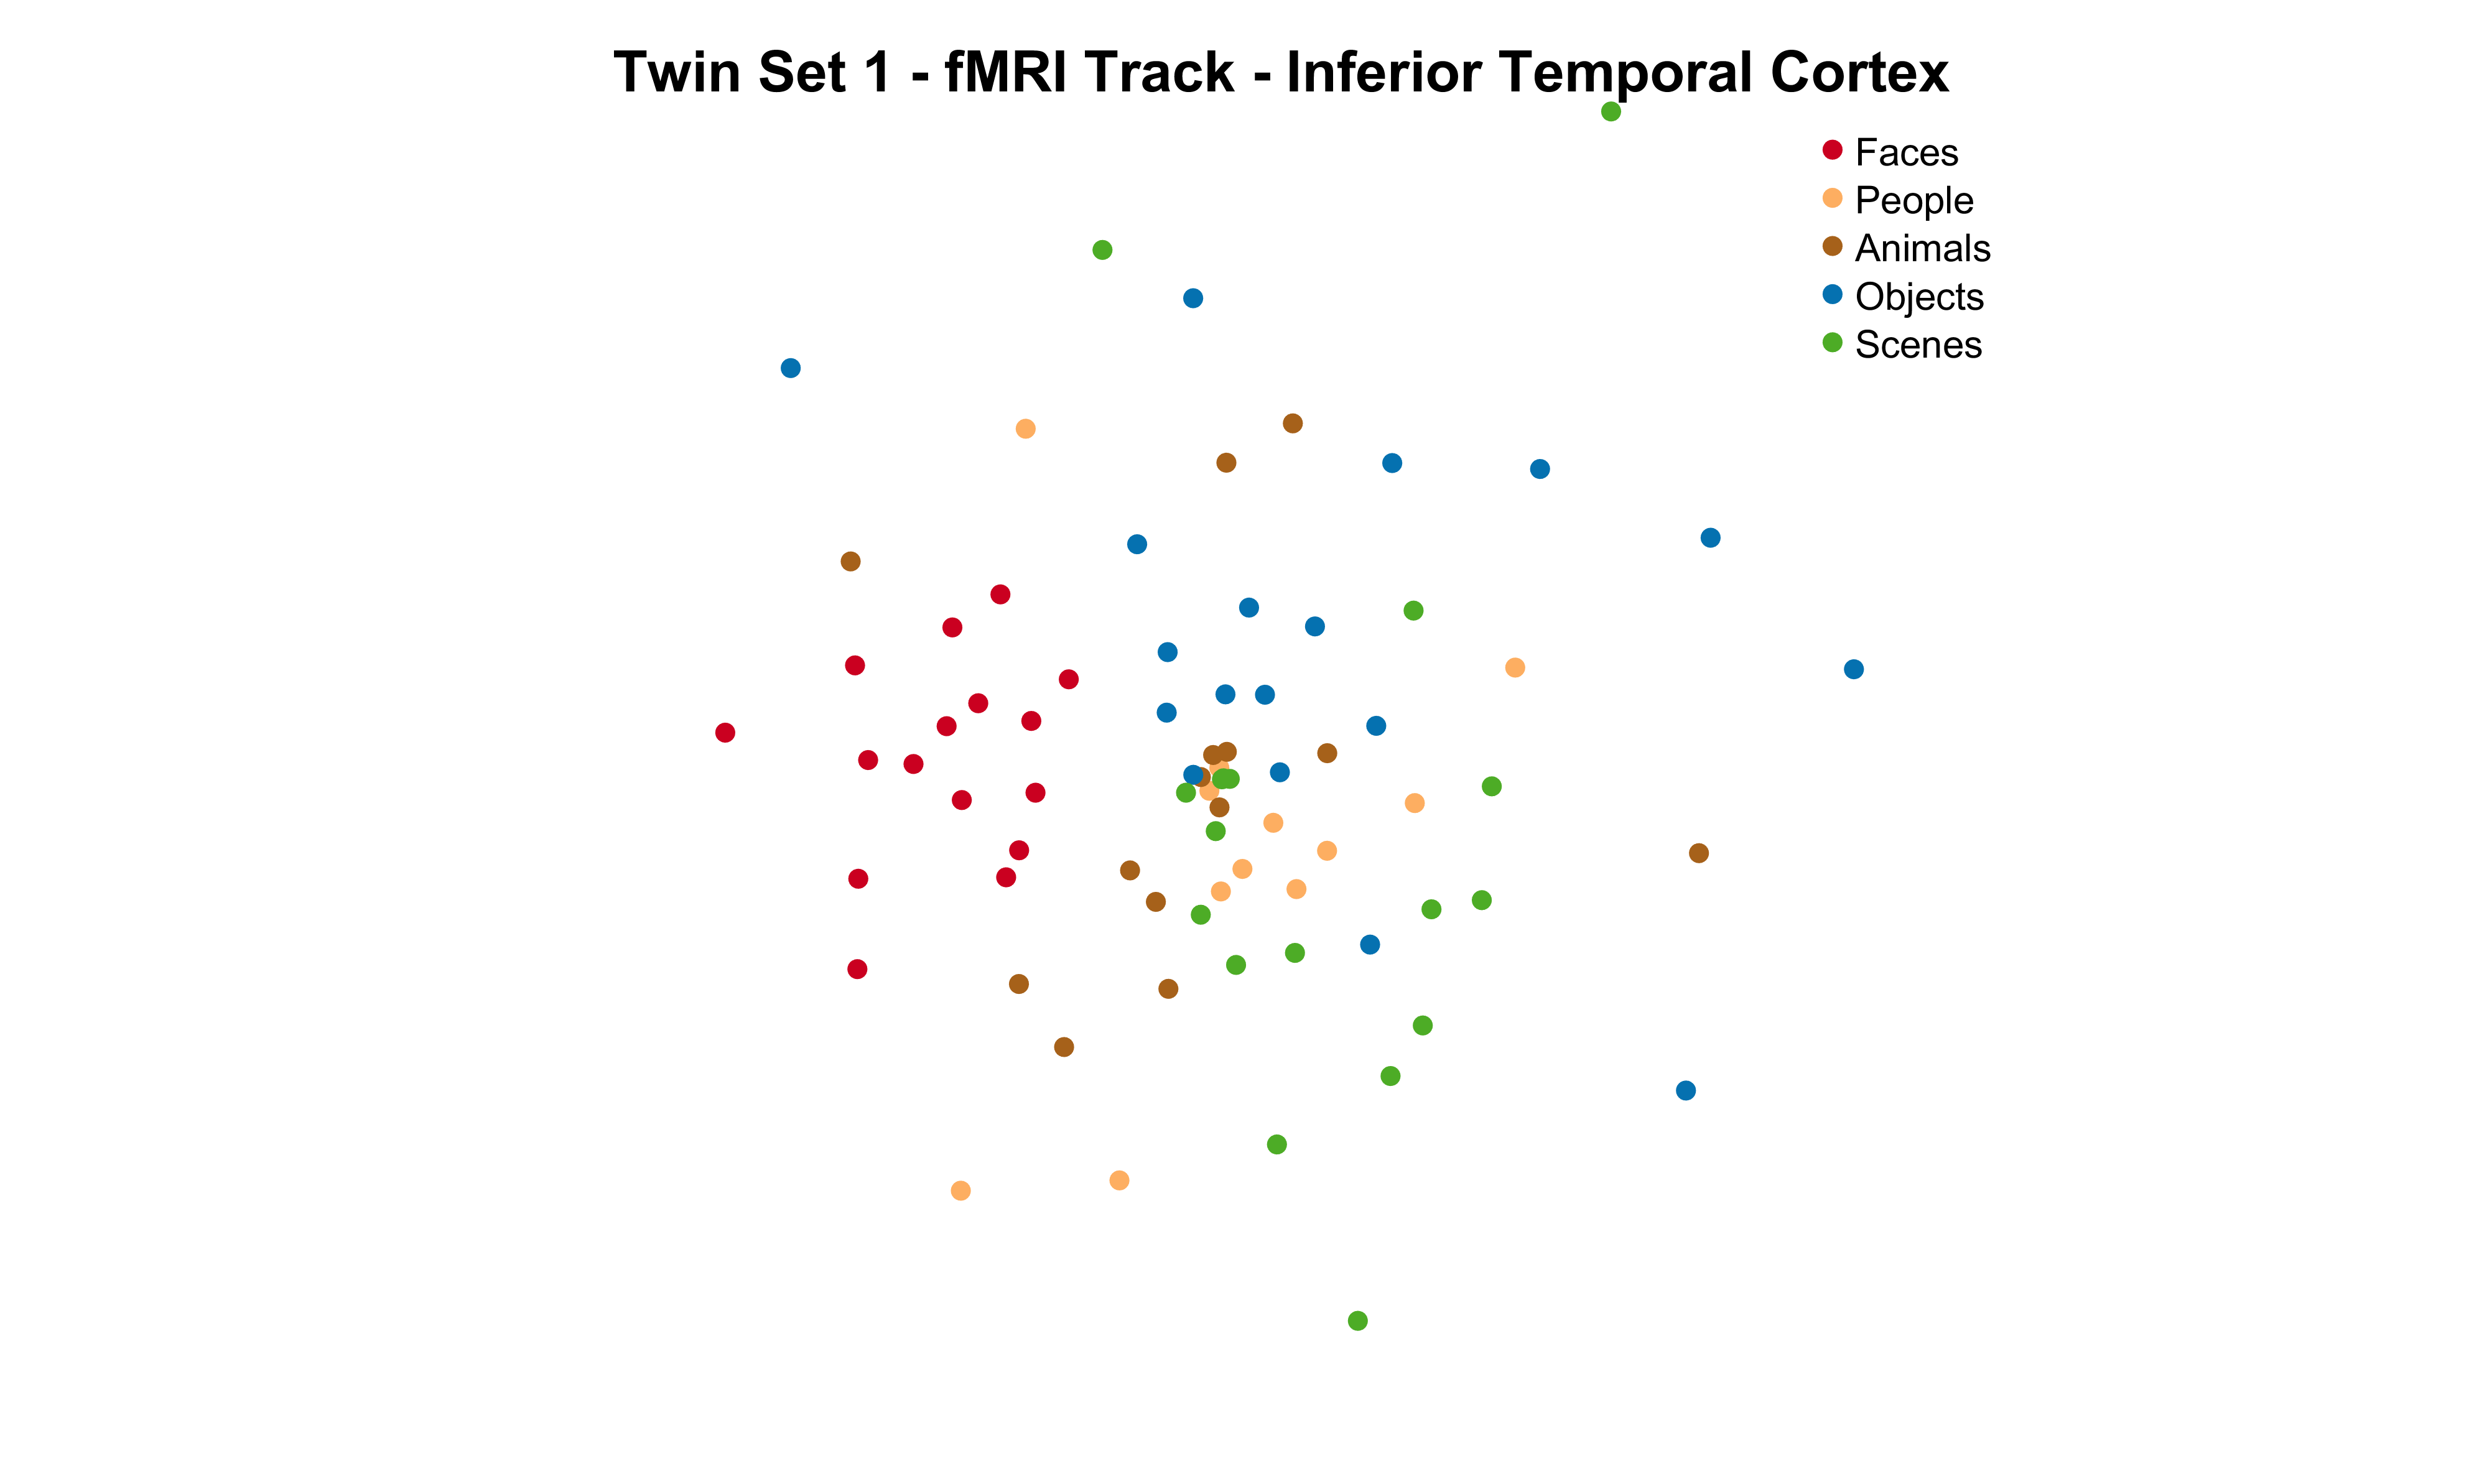 Twin Set 1 - fMRI Track - Inferior Temporal Cortex
Faces
People
Animals
Objects
Scenes